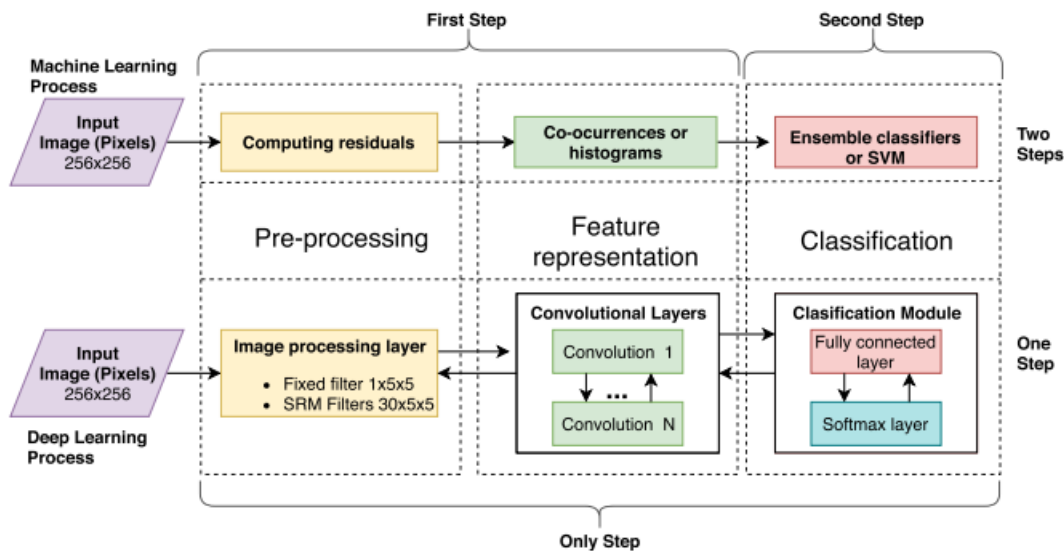 First Step
Second Step
Machine Learning
Process
Input
Image (Pixels)
256x256
Computing residuals
Co-ocurrences or
histograms
Ensemble classifiers
or SVM
Two
Steps
Pre-processing
Feature
representation
Classification
Input
Image (Pixels)
256x256
Deep Learning
Process
Image processing layer
• Fixed filter 1x5x5
• SRM Filters 30x5x5
Convolutional Layers
Convolution 1
...
Convolution N
Clasification Module
Fully connected
layer
Softmax layer
One
Step
Only Step